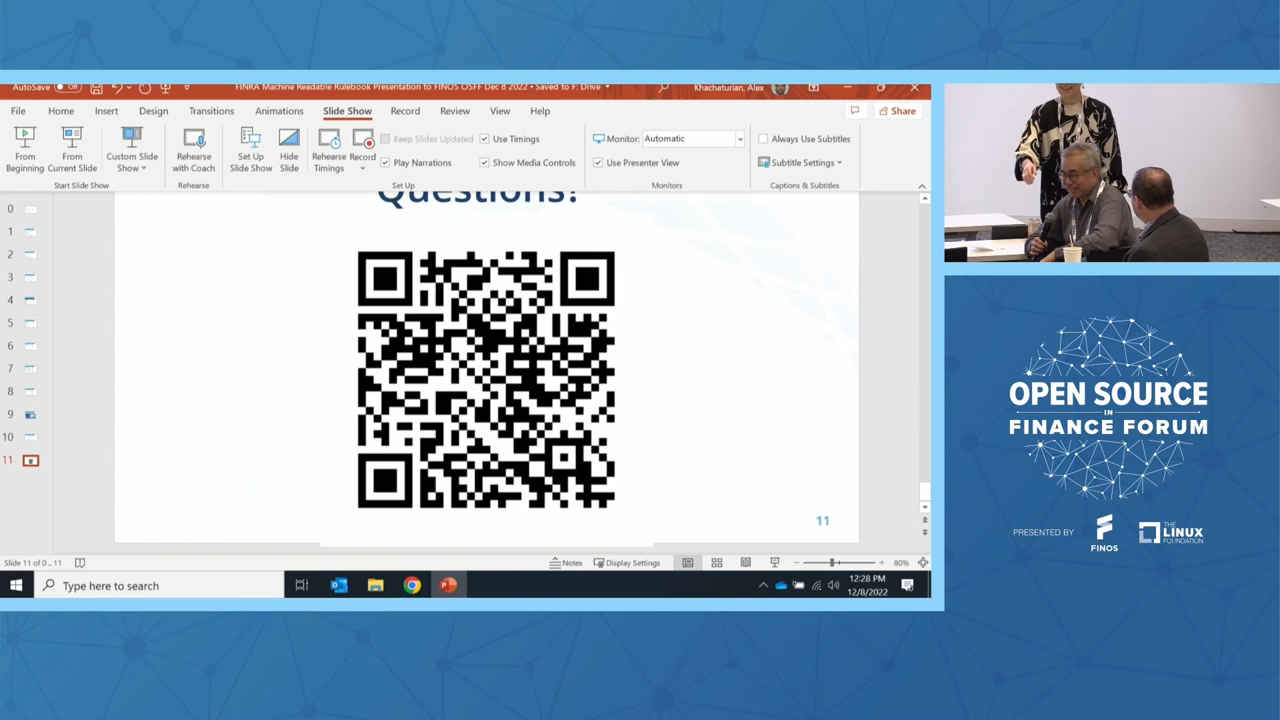 AutoSave Off FINRA Machine Readable Rulebook Presentation to FINOS OSFF Dec 8 2022 • Saved to F: Drive Khachaturian, Alex
File Home Insert Design Transitions Animations Slide Show Record Review View Help Share
From Beginning
From Current Slide
Custom Slide Show
Start Slide Show
Rehearse with Coach
Rehearse
Set Up Slide Show
Hide Slide
Rehearse Timings
Record
Keep Slides Updated
Use Timings
Play Narrations
Show Media Controls
Set Up
Monitor: Automatic
Use Presenter View
Monitors
Always Use Subtitles
Subtitle Settings
Captions & Subtitles
0
1
2
3
4
5
6
7
8
9
10
11
Questions?
11
Slide 11 of 0 .. 11
Notes
Display Settings
80%
Type here to search
12:28 PM
12/8/2022
OPEN SOURCE
IN
FINANCE FORUM
PRESENTED BY
FINOS
THE
LINUX
FOUNDATION